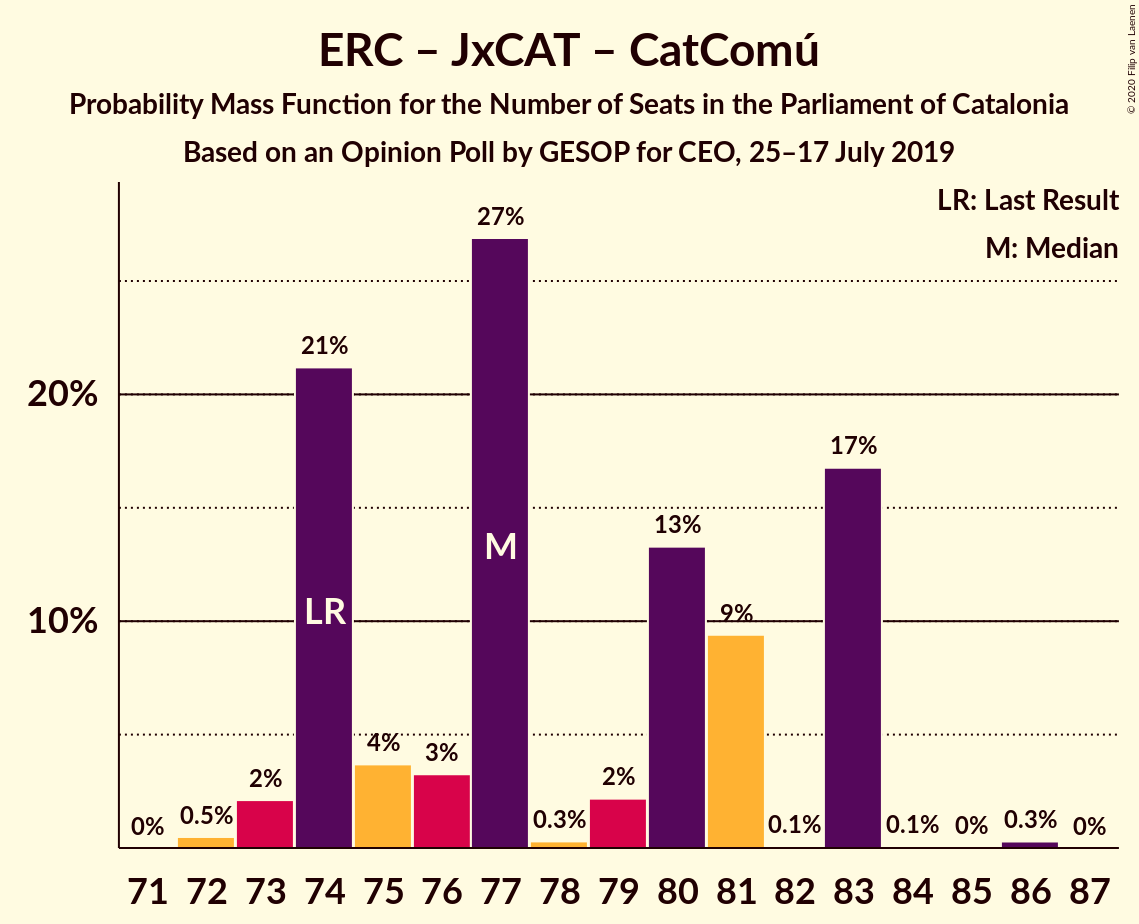 ERC – JxCAT – CatComú
Probability Mass Function for the Number of Seats in the Parliament of Catalonia
Based on an Opinion Poll by GESOP for CEO, 25–17 July 2019
© 2020 Filip van Laenen
LR: Last Result
M: Median
20%
10%
0%
0.5%
2%
21%
4%
3%
27%
0.3%
2%
13%
9%
0.1%
17%
0.1%
0%
0.3%
0%
LR
M
71 72 73 74 75 76 77 78 79 80 81 82 83 84 85 86 87